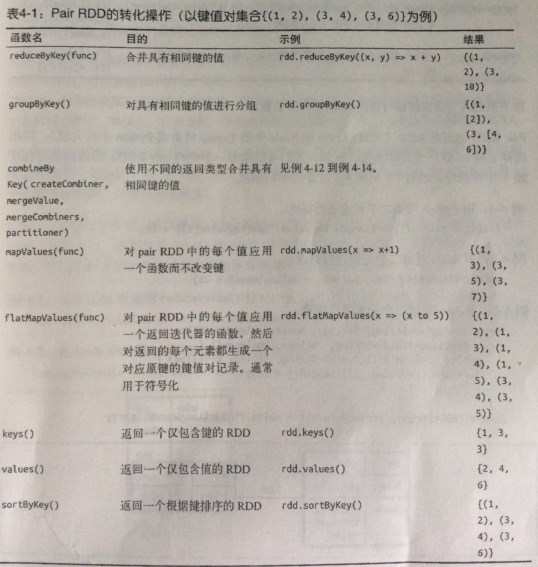 表4-1：Pair RDD的转化操作（以键值对集合{(1, 2), (3, 4), (3, 6)}为例）
函数名 目的 示例 结果
reduceByKey(func) 合并具有相同键的值 rdd.reduceByKey((x, y) => x + y) {(1,
2), (3,
10)}
groupByKey() 对具有相同键的值进行分组 rdd.groupByKey() {(1,
[2]),
(3, [4,
6])}
combineBy 使用不同的返回类型合并具有 见例 4-12 到例 4-14。
Key( createCombiner, 相同键的值
mergeValue,
mergeCombiners,
partitioner)
mapValues(func) 对 pair RDD 中的每个值应用 rdd.mapValues(x => x+1) {(1,
一个函数而不改变键 3), (3,
5), (3,
7)}
flatMapValues(func) 对 pair RDD 中的每个值应用 rdd.flatMapValues(x => (x to 5)) {(1,
一个返回迭代器的函数，然后 2), (1,
对返回的每个元素都生成一个 3), (1,
对应原键的键值对记录。通常 4), (1,
用于符号化 5), (3,
4), (3,
5)}
keys() 返回一个仅包含键的 RDD rdd.keys() {1, 3,
3}
values() 返回一个仅包含值的 RDD rdd.values() {2, 4,
6}
sortByKey() 返回一个根据键排序的 RDD rdd.sortByKey() {(1,
2), (3,
4), (3,
6)}